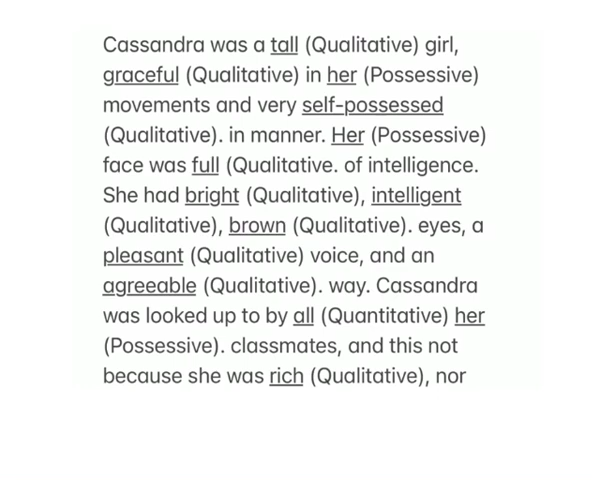 Cassandra was a tall (Qualitative) girl,
graceful (Qualitative) in her (Possessive)
movements and very self-possessed
(Qualitative). in manner. Her (Possessive)
face was full (Qualitative. of intelligence.
She had bright (Qualitative), intelligent
(Qualitative), brown (Qualitative). eyes, a
pleasant (Qualitative) voice, and an
agreeable (Qualitative). way. Cassandra
was looked up to by all (Quantitative) her
(Possessive). classmates, and this not
because she was rich (Qualitative), nor